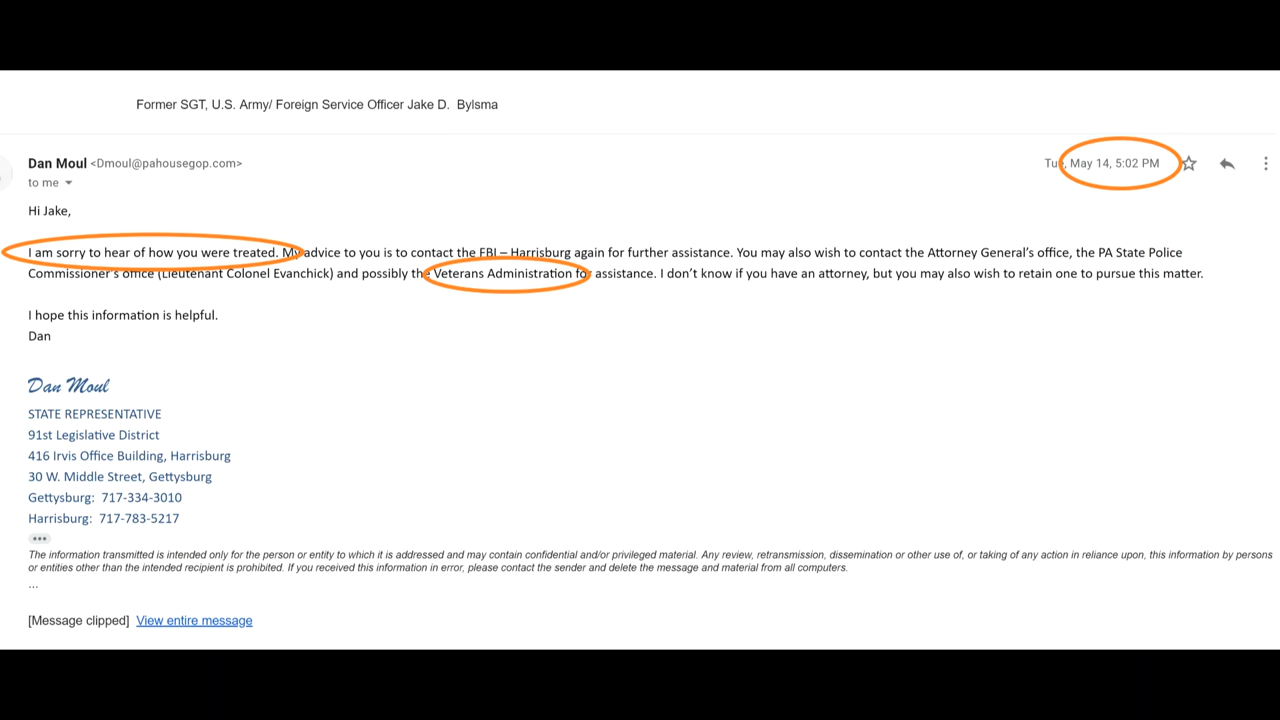 Former SGT, U.S. Army/ Foreign Service Officer Jake D.  Bylsma
Dan Moul <Dmoul@pahousegop.com>
Tue, May 14, 5:02 PM
to me
Hi Jake,
I am sorry to hear of how you were treated. My advice to you is to contact the FBI – Harrisburg again for further assistance. You may also wish to contact the Attorney General's office, the PA State Police
Commissioner's office (Lieutenant Colonel Evanchick) and possibly the Veterans Administration for assistance. I don't know if you have an attorney, but you may also wish to retain one to pursue this matter.
I hope this information is helpful.
Dan
Dan Moul
STATE REPRESENTATIVE
91st Legislative District
416 Irvis Office Building, Harrisburg
30 W. Middle Street, Gettysburg
Gettysburg:  717-334-3010
Harrisburg:  717-783-5217
The information transmitted is intended only for the person or entity to which it is addressed and may contain confidential and/or privileged material. Any review, retransmission, dissemination or other use of, or taking of any action in reliance upon, this information by persons
or entities other than the intended recipient is prohibited. If you received this information in error, please contact the sender and delete the message and material from all computers.
...
[Message clipped]  View entire message